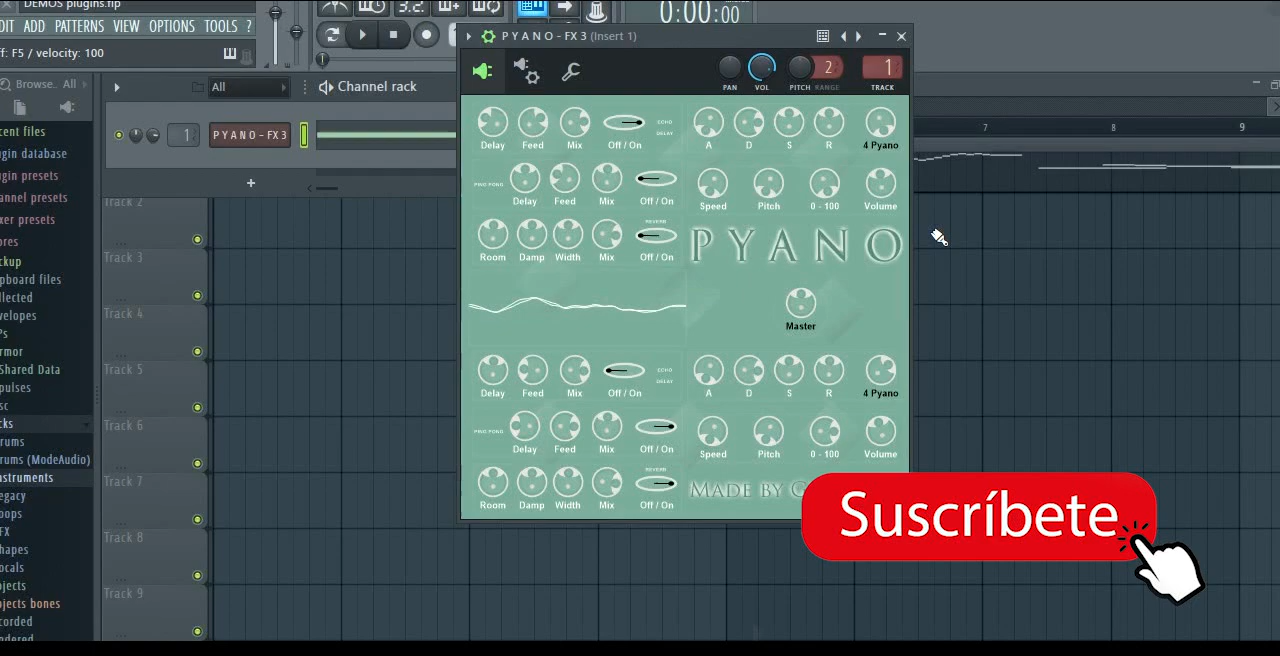 DEMOS plugins.flp
EDIT ADD PATTERNS VIEW OPTIONS TOOLS ?
F5 / velocity: 100
3.2
0:00:00
Browse.. All
All
Channel rack
1
PYANO-FX3
+
PYANO-FX 3 (Insert 1)
2
1
PAN VOL PITCH RANGE TRACK
ECHO
DELAY
Delay Feed Mix Off / On
A D S R 4 Pyano
PING PONG
Delay Feed Mix Off / On
Speed Pitch 0 - 100 Volume
REVERB
Room Damp Width Mix Off / On
PYANO
Master
ECHO
DELAY
Delay Feed Mix Off / On
A D S R 4 Pyano
PING PONG
Delay Feed Mix Off / On
Speed Pitch 0 - 100 Volume
REVERB
Room Damp Width Mix Off / On
MADE BY
Suscríbete
7 8 9
Track 2
Track 3
Track 4
Track 5
Track 6
Track 7
Track 8
Track 9
cent files
ugin database
ugin presets
annel presets
xer presets
ores
ckup
pboard files
llected
velopes
Ps
rmor
Shared Data
pulses
sc
cks
rums
rums (ModeAudio)
nstruments
egacy
oops
FX
hapes
ocals
ojects
ojects bones
corded
ndered